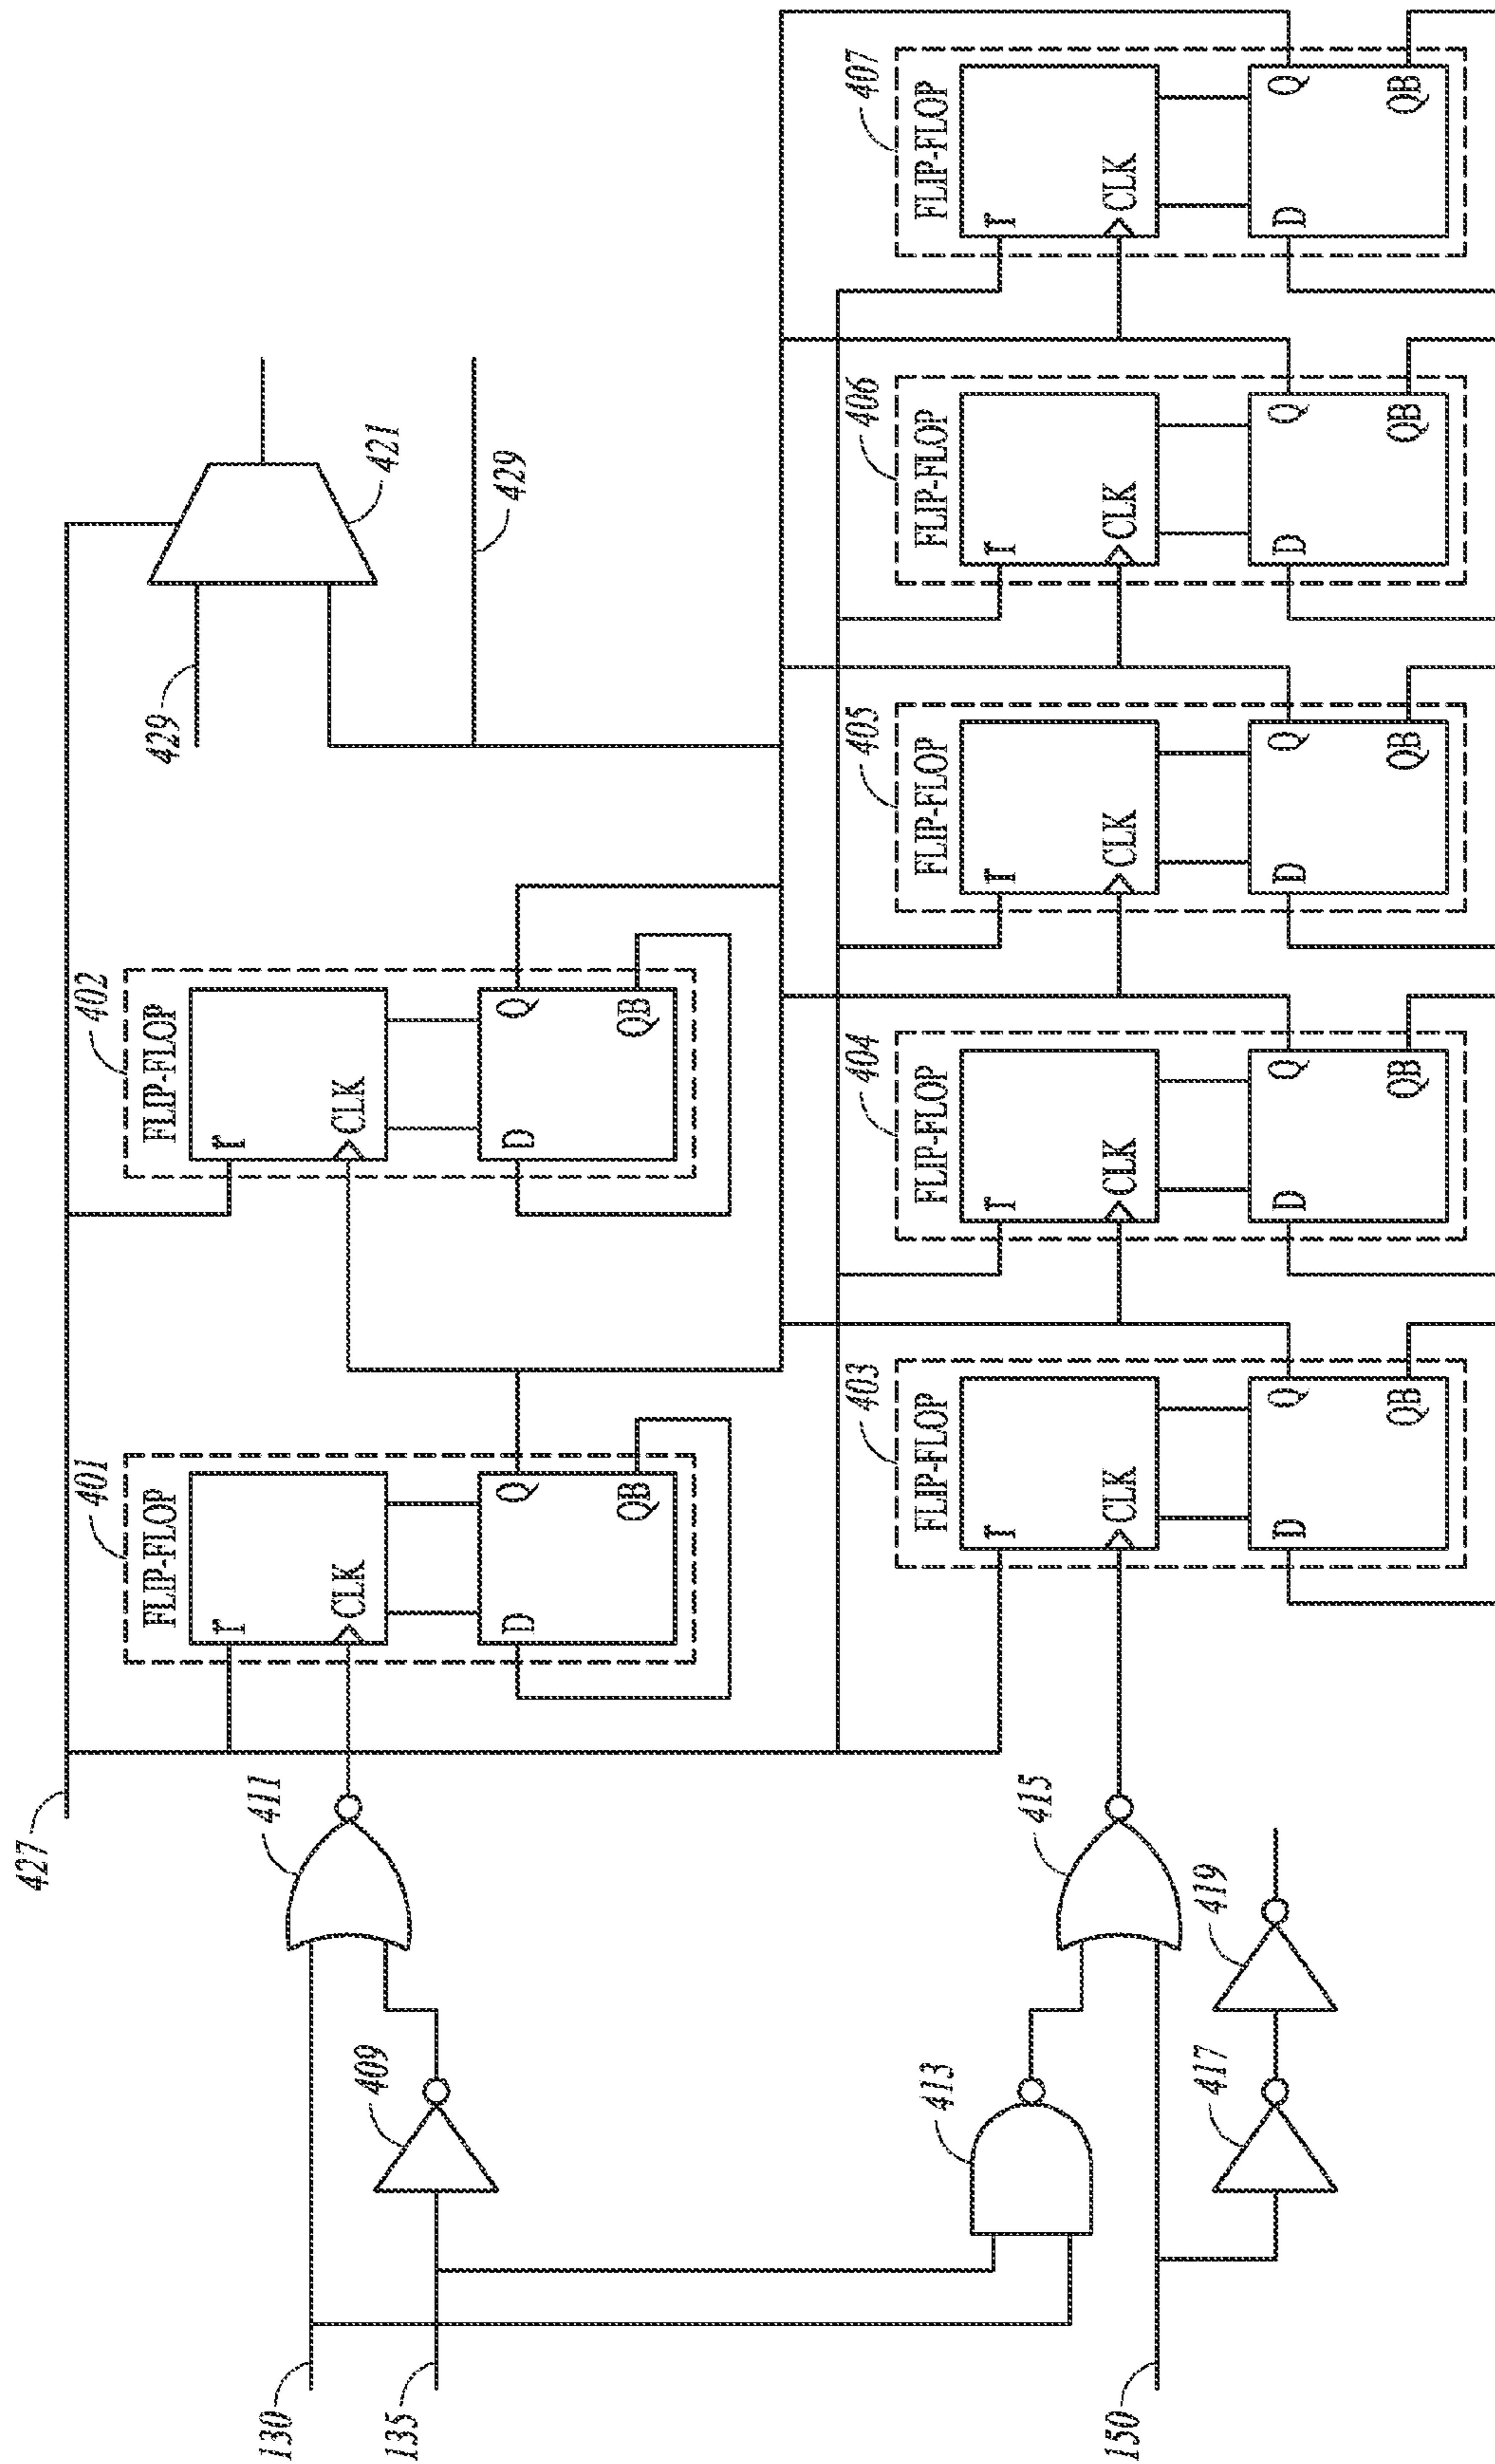 427
401
FLIP-FLOP
r
CLK
D
Q
QB
402
FLIP-FLOP
r
CLK
D
Q
QB
421
429
429
130
135
409
411
413
415
150
417
419
403
FLIP-FLOP
r
CLK
D
Q
QB
404
FLIP-FLOP
r
CLK
D
Q
QB
405
FLIP-FLOP
r
CLK
D
Q
QB
406
FLIP-FLOP
r
CLK
D
Q
QB
407
FLIP-FLOP
r
CLK
D
Q
QB